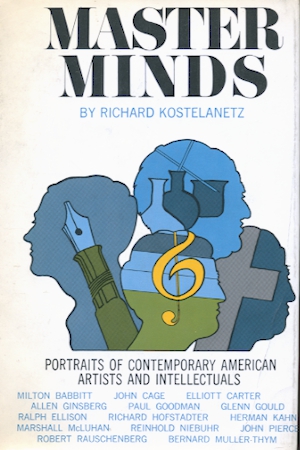 MASTER
MINDS
BY RICHARD KOSTELANETZ
PORTRAITS OF CONTEMPORARY AMERICAN
ARTISTS AND INTELLECTUALS
MILTON BABBITT JOHN CAGE ELLIOTT CARTER
ALLEN GINSBERG PAUL GOODMAN GLENN GOULD
RALPH ELLISON RICHARD HOFSTADTER HERMAN KAHN
MARSHALL McLUHAN REINHOLD NIEBUHR JOHN PIERCE
ROBERT RAUSCHENBERG BERNARD MULLER-THYM